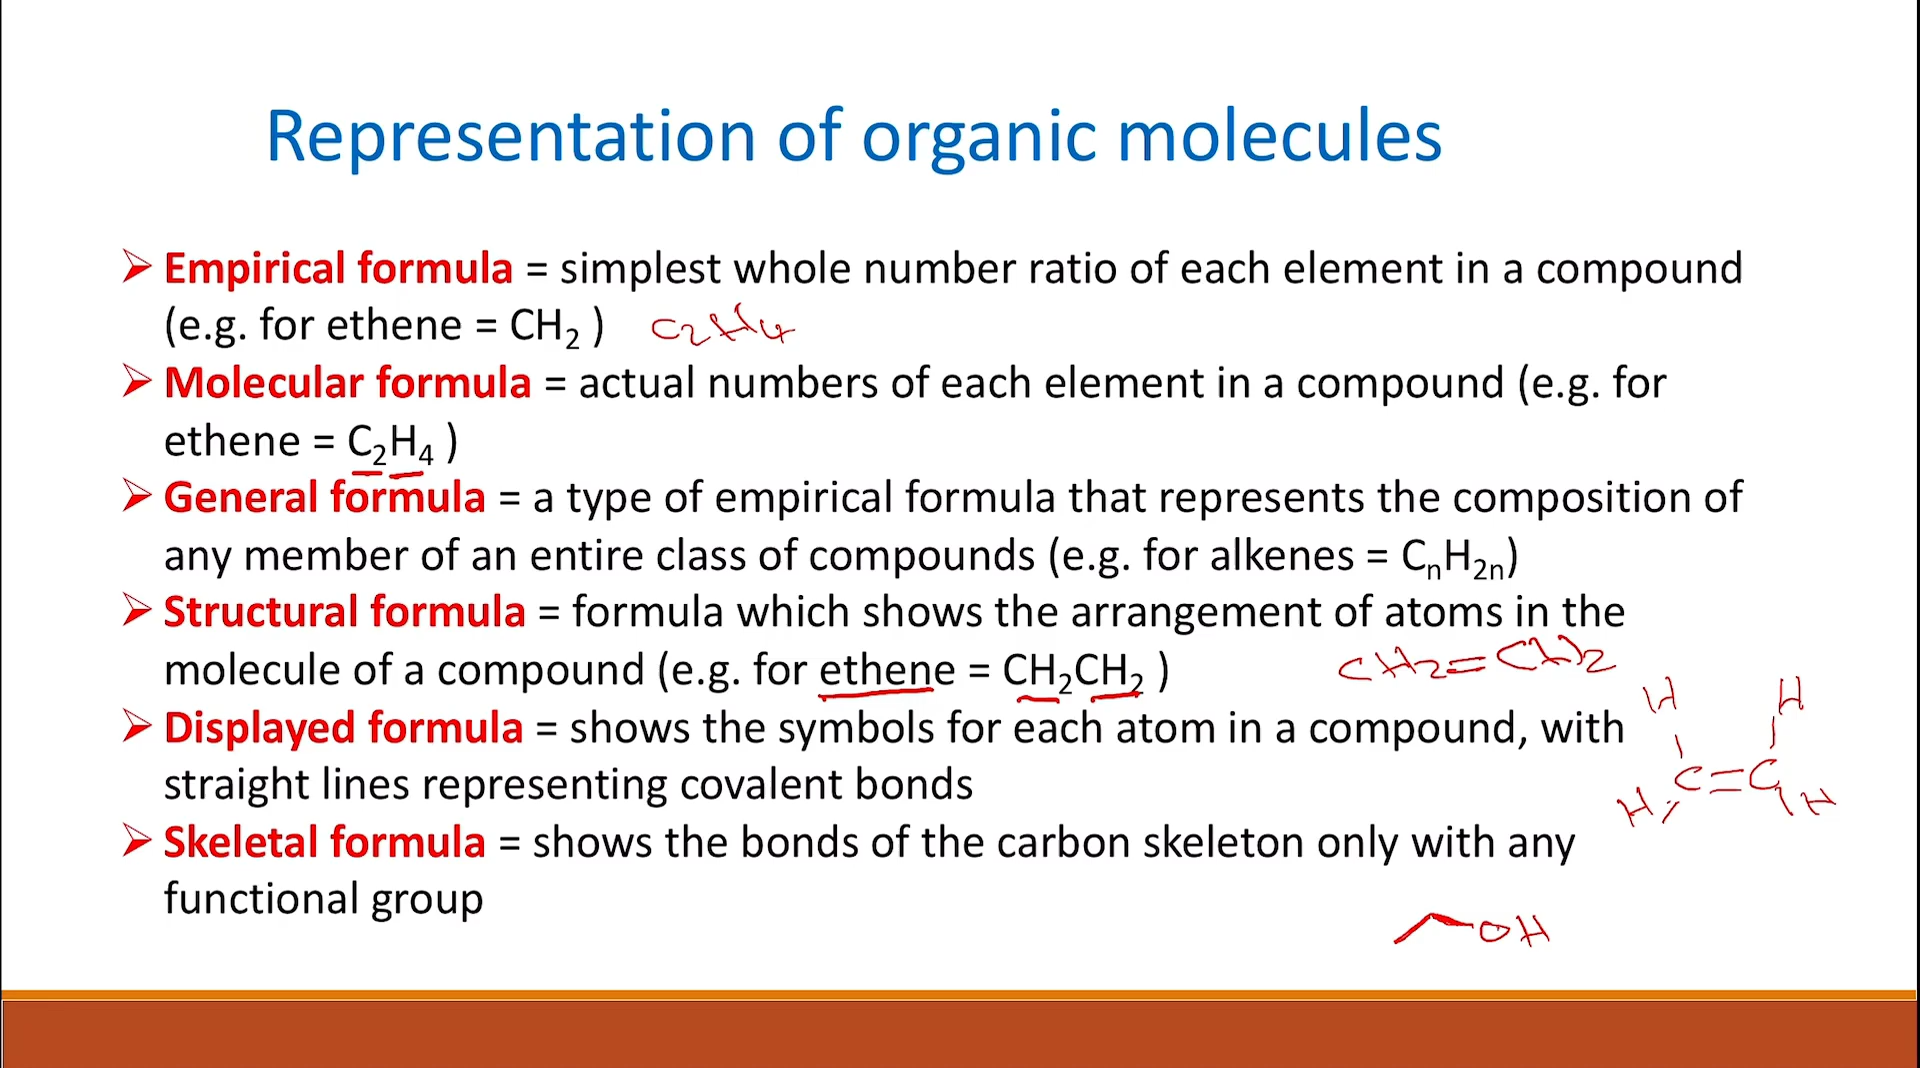 Representation of organic molecules
➢ Empirical formula = simplest whole number ratio of each element in a compound
(e.g. for ethene = CH₂ ) C2H4
➢ Molecular formula = actual numbers of each element in a compound (e.g. for
ethene = C₂H₄ )
➢ General formula = a type of empirical formula that represents the composition of
any member of an entire class of compounds (e.g. for alkenes = CₙH₂ₙ)
➢ Structural formula = formula which shows the arrangement of atoms in the
molecule of a compound (e.g. for ethene = CH₂CH₂ ) CH2=CH2
H H
➢ Displayed formula = shows the symbols for each atom in a compound, with
straight lines representing covalent bonds C=C
H H
➢ Skeletal formula = shows the bonds of the carbon skeleton only with any
functional group
OH